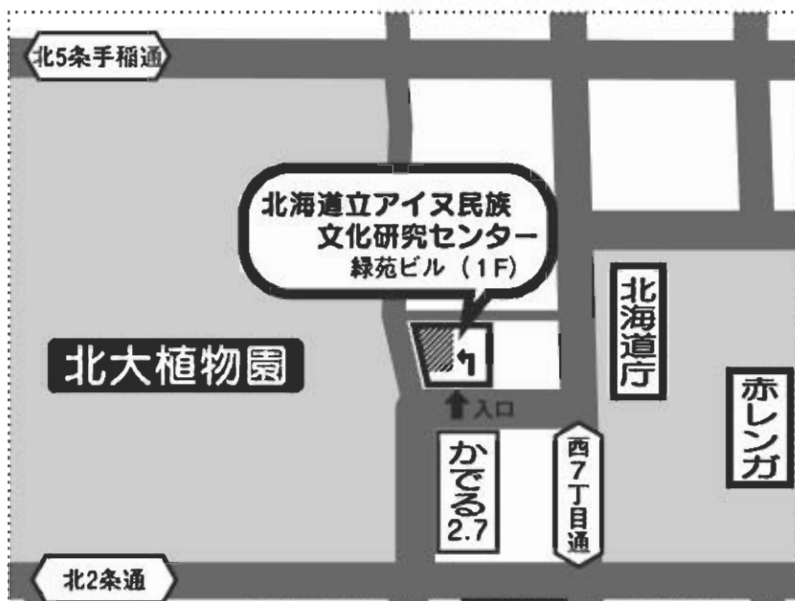 北5条手稲通
北海道立アイヌ民族
文化研究センター
緑苑ビル (1F)
北大植物園
入口
北海道庁
赤レンガ
かでる
2.7
西7丁目通
北2条通